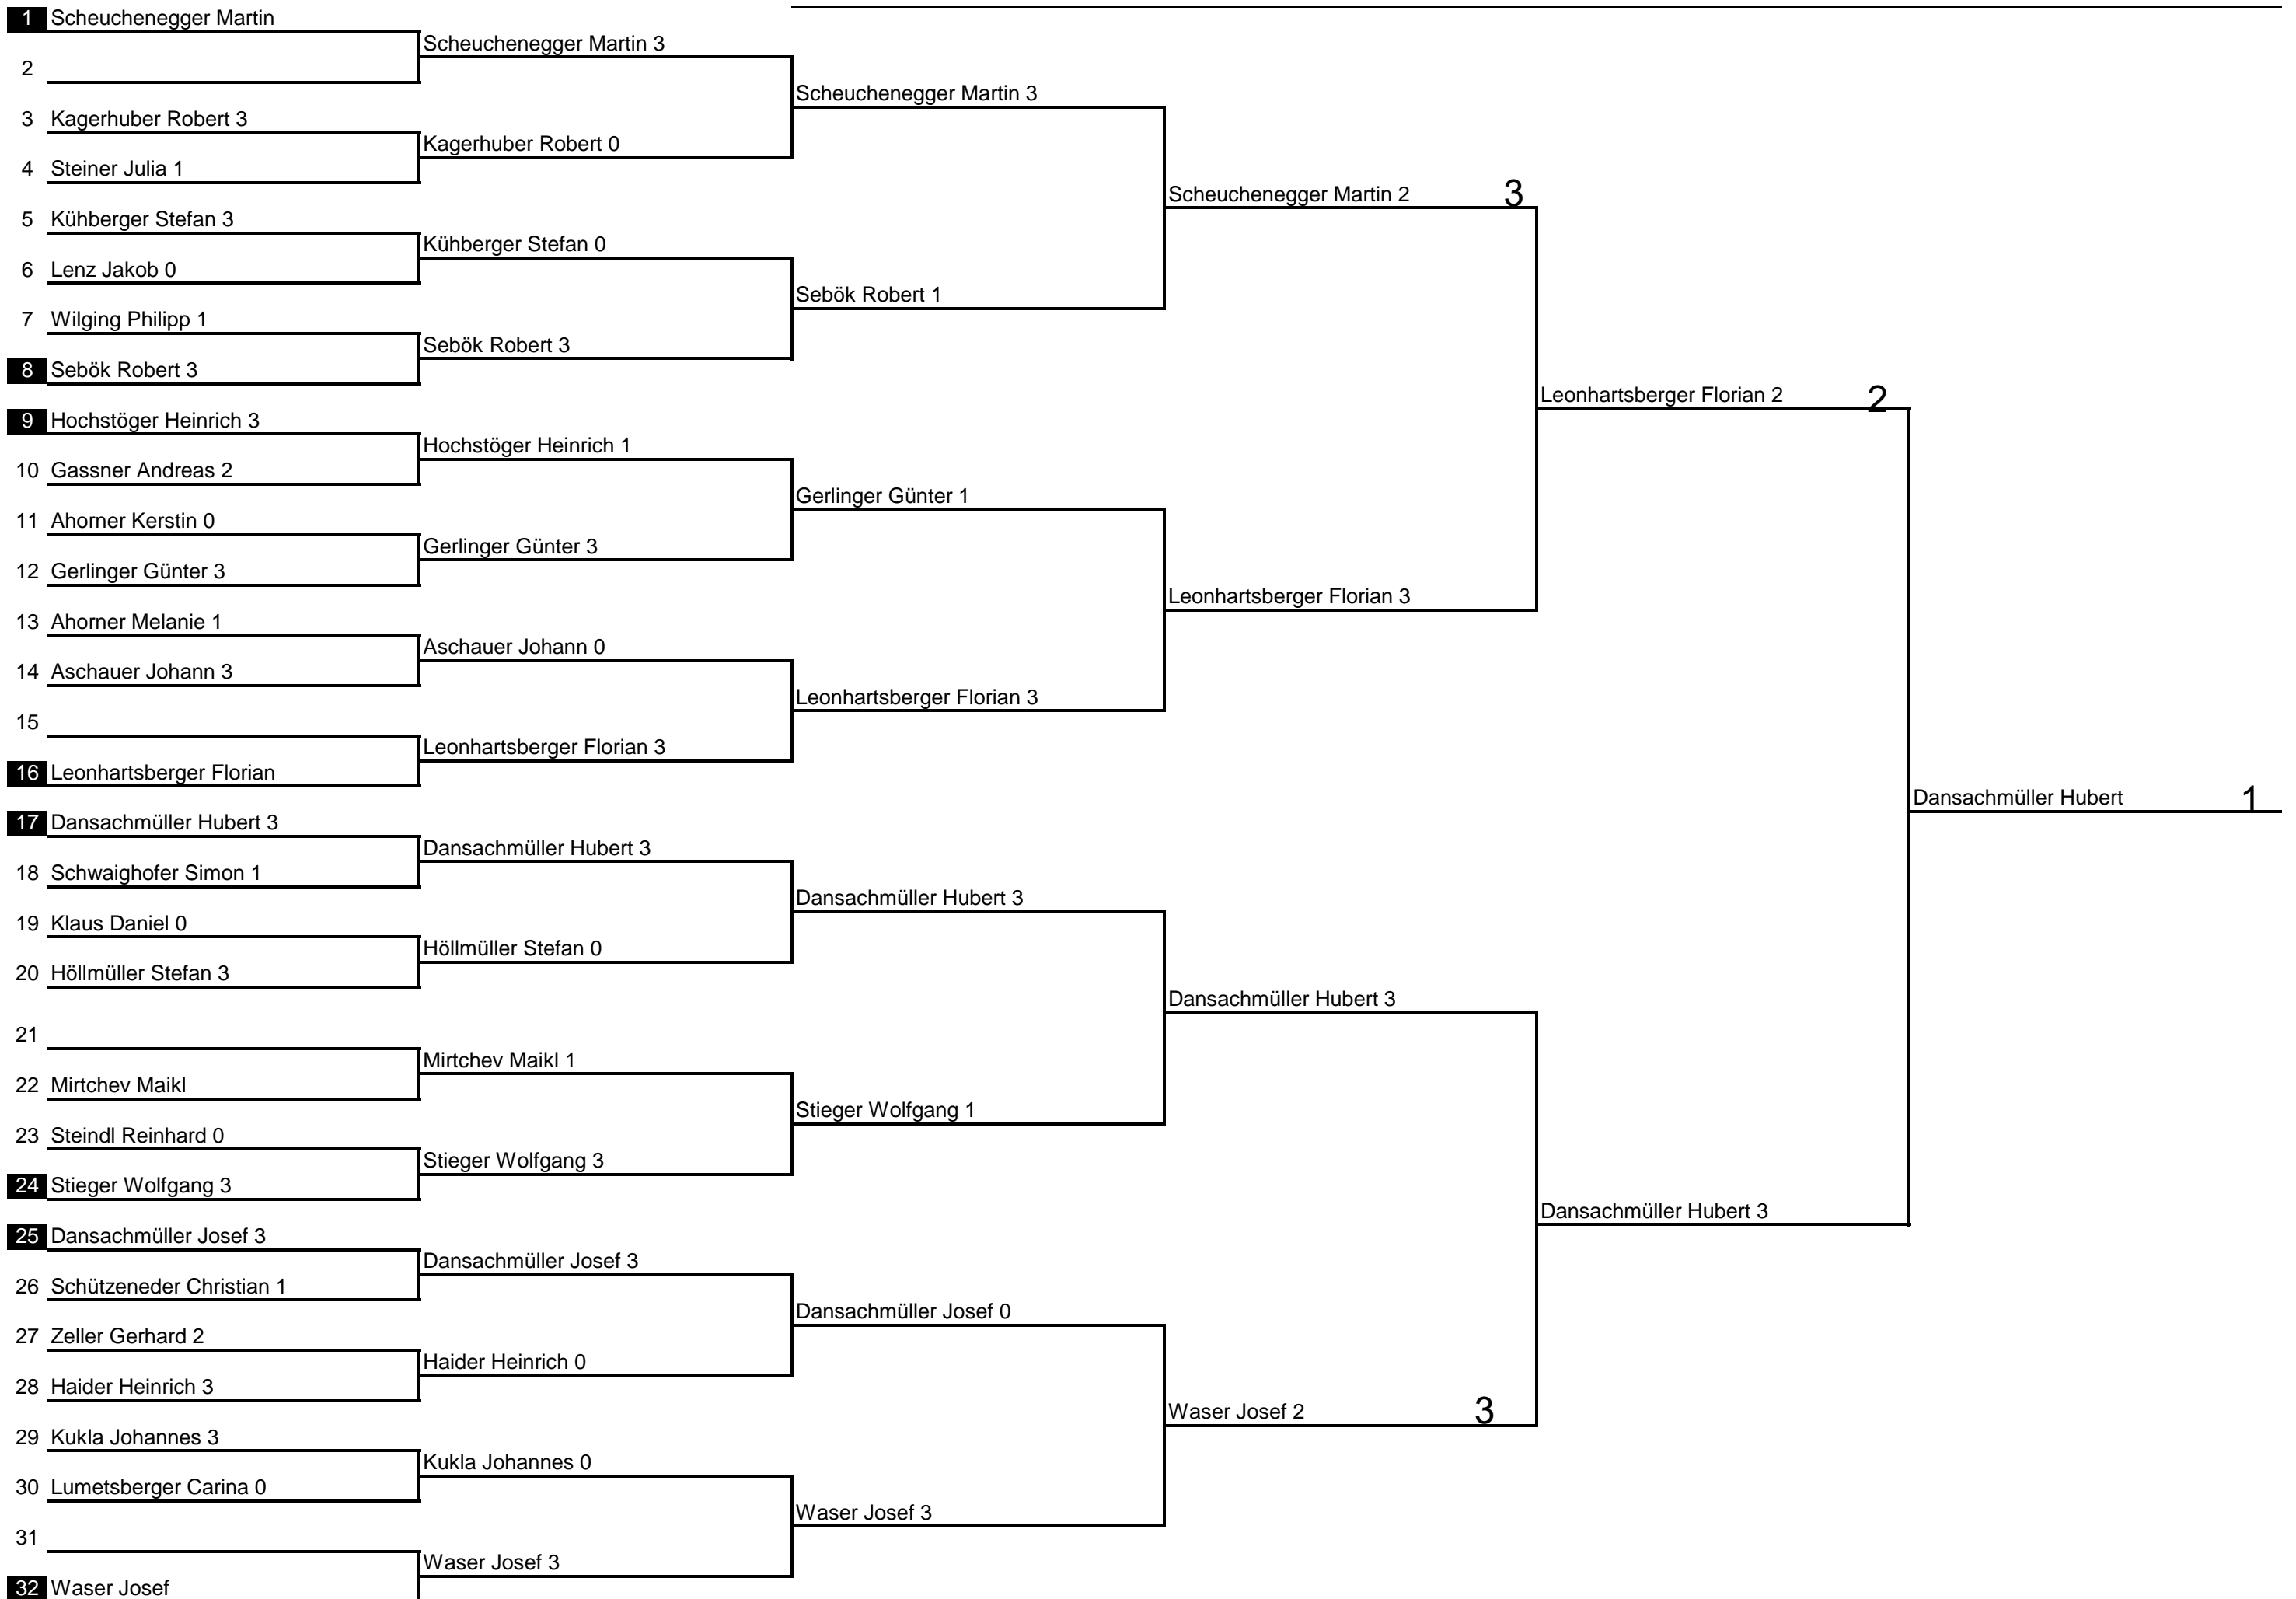 1 Scheuchenegger Martin
Scheuchenegger Martin 3
2
Scheuchenegger Martin 3
3 Kagerhuber Robert 3
Kagerhuber Robert 0
4 Steiner Julia 1
Scheuchenegger Martin 2 3
5 Kühberger Stefan 3
Kühberger Stefan 0
6 Lenz Jakob 0
Sebök Robert 1
7 Wilging Philipp 1
Sebök Robert 3
8 Sebök Robert 3
Leonhartsberger Florian 2 2
9 Hochstöger Heinrich 3
Hochstöger Heinrich 1
10 Gassner Andreas 2
Gerlinger Günter 1
11 Ahorner Kerstin 0
Gerlinger Günter 3
12 Gerlinger Günter 3
Leonhartsberger Florian 3
13 Ahorner Melanie 1
Aschauer Johann 0
14 Aschauer Johann 3
Leonhartsberger Florian 3
15
Leonhartsberger Florian 3
16 Leonhartsberger Florian
Dansachmüller Hubert 1
17 Dansachmüller Hubert 3
Dansachmüller Hubert 3
18 Schwaighofer Simon 1
Dansachmüller Hubert 3
19 Klaus Daniel 0
Höllmüller Stefan 0
20 Höllmüller Stefan 3
Dansachmüller Hubert 3
21
Mirtchev Maikl 1
22 Mirtchev Maikl
Stieger Wolfgang 1
23 Steindl Reinhard 0
Stieger Wolfgang 3
24 Stieger Wolfgang 3
Dansachmüller Hubert 3
25 Dansachmüller Josef 3
Dansachmüller Josef 3
26 Schützeneder Christian 1
Dansachmüller Josef 0
27 Zeller Gerhard 2
Haider Heinrich 0
28 Haider Heinrich 3
Waser Josef 2 3
29 Kukla Johannes 3
Kukla Johannes 0
30 Lumetsberger Carina 0
Waser Josef 3
31
Waser Josef 3
32 Waser Josef